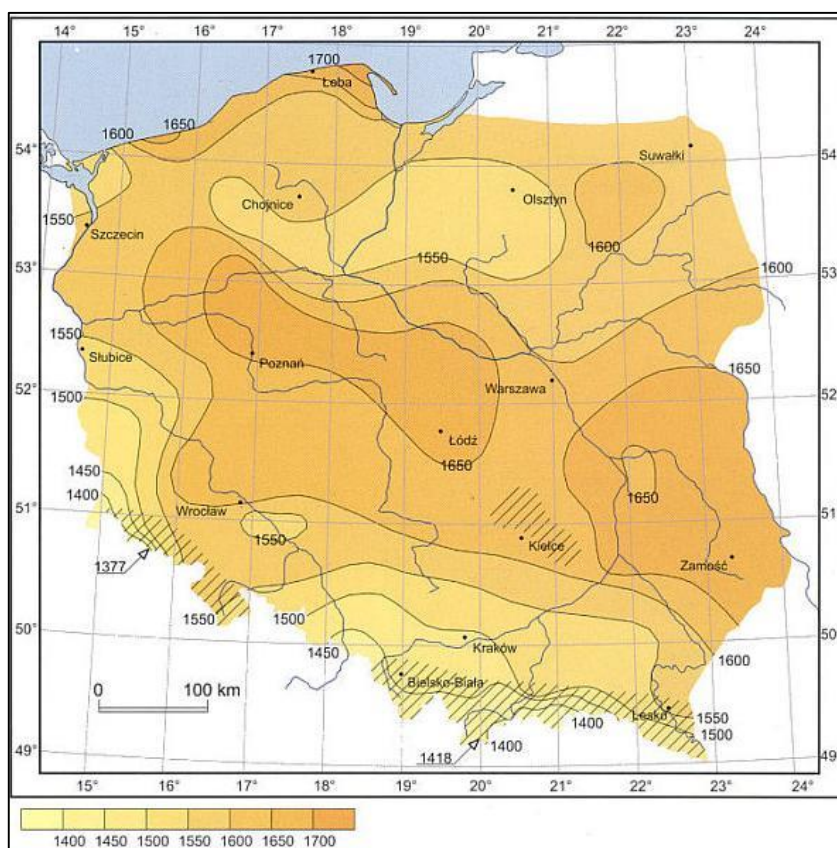 14° 15° 16° 17° 18° 19° 20° 21° 22° 23° 24°
1700
Łeba
1650
1600
54° 54
Suwałki
Chojnice
Olsztyn
1550
Szczecin
1600
1550
53° 1600 53
1550
Słubice
Poznań
1650
Warszawa
52° 52
1500
Łódź
1650
1450
1650
1400
51° 51
Wrocław
1550
Kielce
Zamość
1377
1550
1500
50° 50
Kraków
1450
1600
0 100 km
Bielsko-Biała
Lesko
1550
1400
1500
49° 49
1418
1400
15° 16° 17° 18° 19° 20° 21° 22° 23° 24°
1400 1450 1500 1550 1600 1650 1700